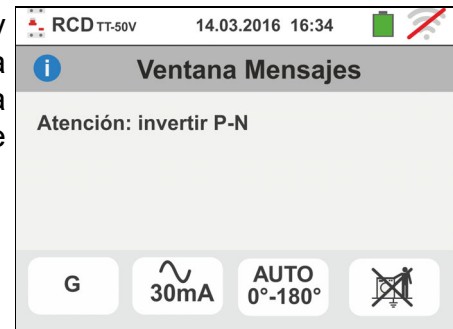 y
a
a
e
RCD TT-50V 14.03.2016 16:34
i Ventana Mensajes
Atención: invertir P-N
G 30mA AUTO
0°-180°